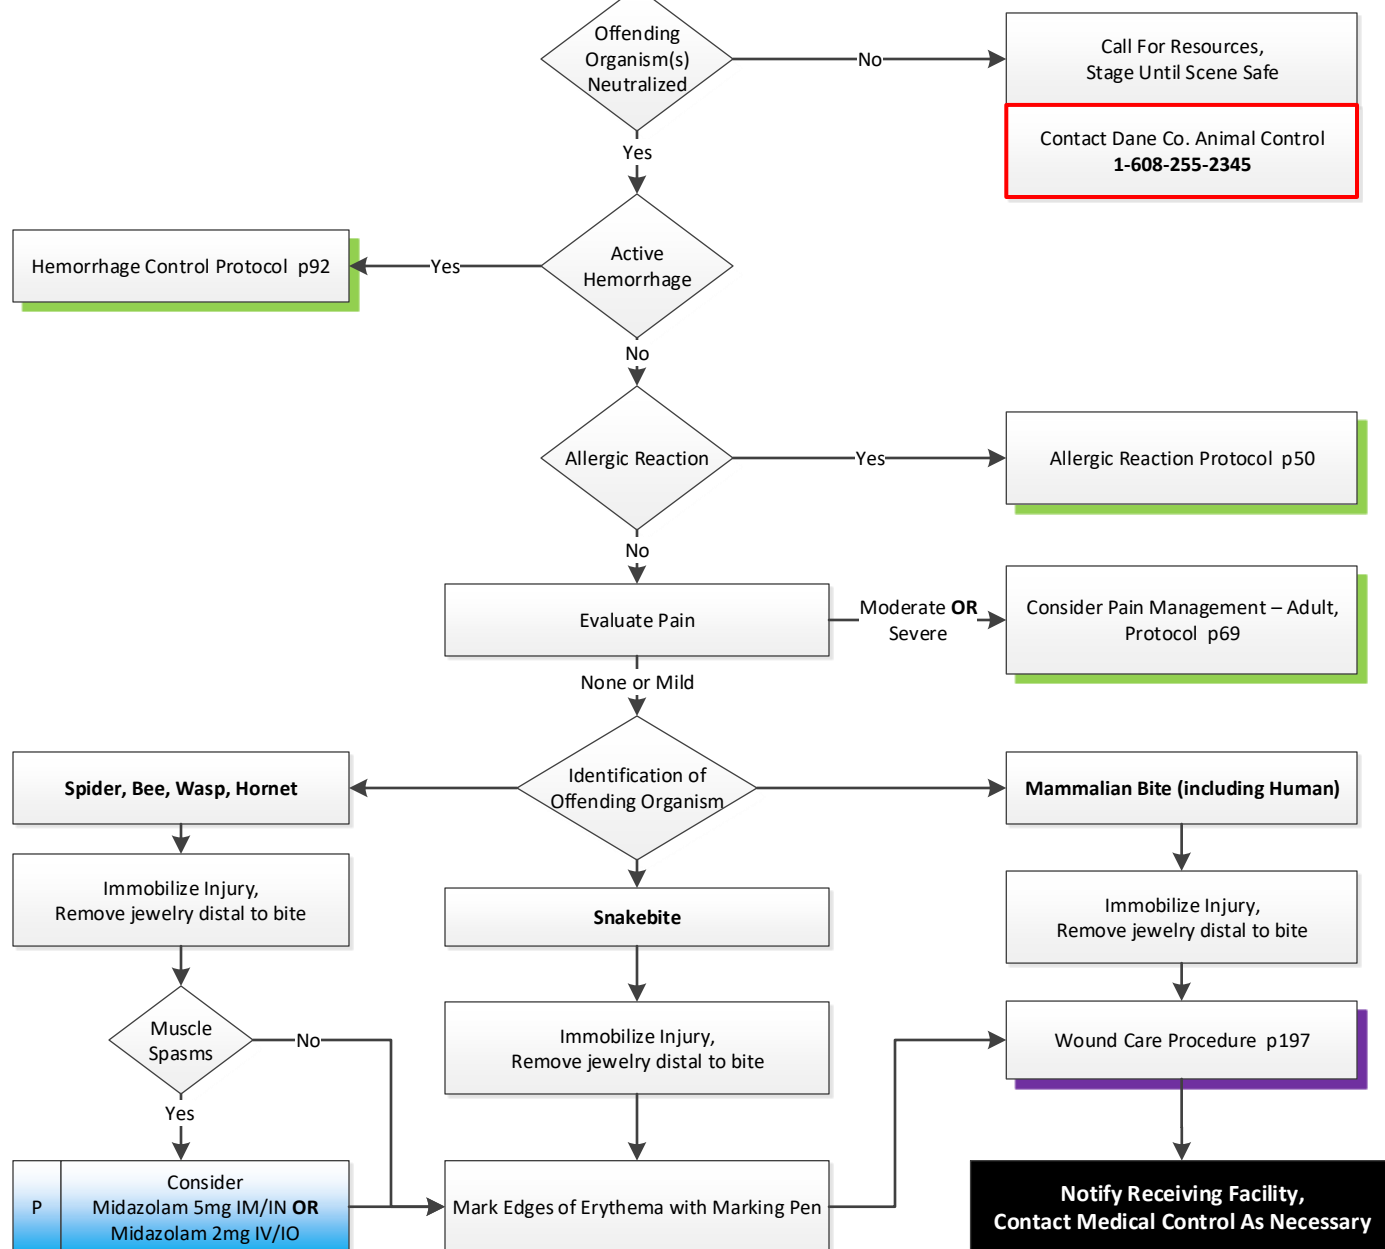 Offending
Organism(s)
Neutralized
No
Call For Resources,
Stage Until Scene Safe
Contact Dane Co. Animal Control
1-608-255-2345
Yes
Active
Hemorrhage
Yes
Hemorrhage Control Protocol p92
No
Allergic Reaction
Yes
Allergic Reaction Protocol p50
No
Evaluate Pain
Moderate OR
Severe
Consider Pain Management – Adult,
Protocol p69
None or Mild
Identification of
Offending Organism
Spider, Bee, Wasp, Hornet
Mammalian Bite (including Human)
Immobilize Injury,
Remove jewelry distal to bite
Snakebite
Immobilize Injury,
Remove jewelry distal to bite
Muscle
Spasms
No
Immobilize Injury,
Remove jewelry distal to bite
Wound Care Procedure p197
Yes
P
Consider
Midazolam 5mg IM/IN OR
Midazolam 2mg IV/IO
Mark Edges of Erythema with Marking Pen
Notify Receiving Facility,
Contact Medical Control As Necessary